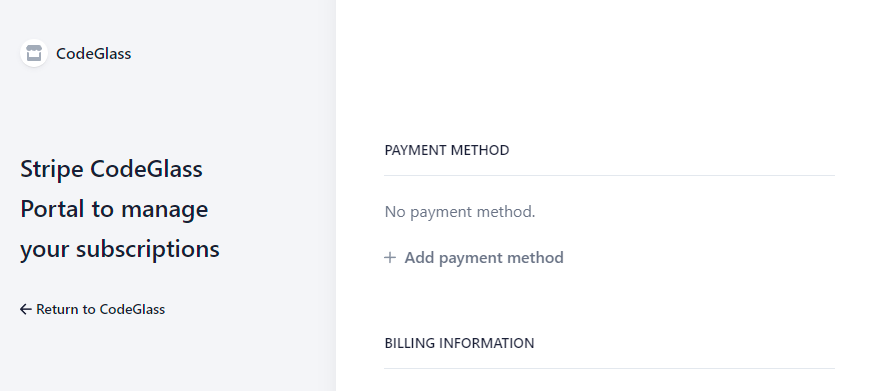 CodeGlass
Stripe CodeGlass
Portal to manage
your subscriptions
Return to CodeGlass
PAYMENT METHOD
No payment method.
Add payment method
BILLING INFORMATION